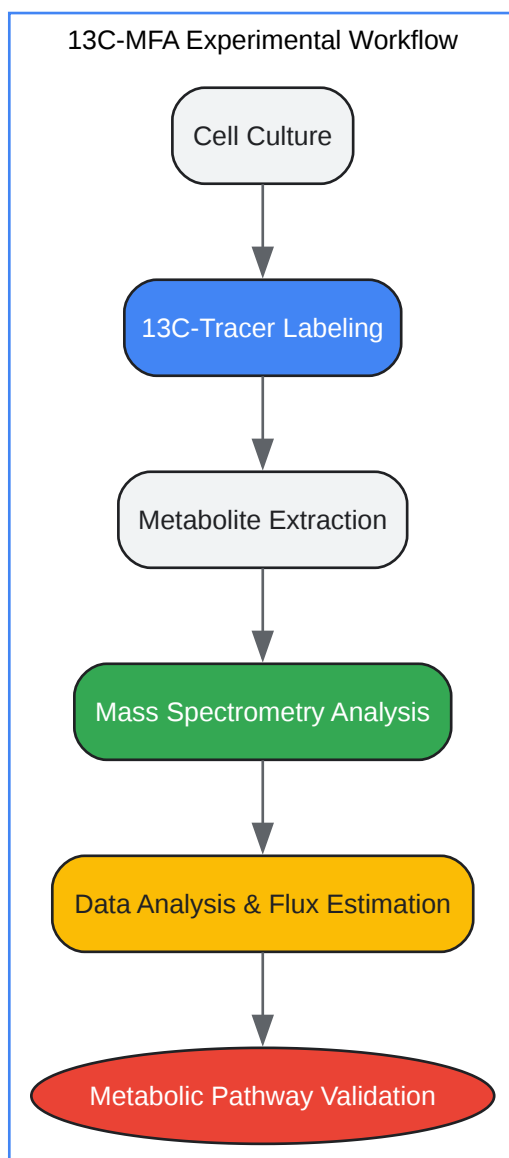 13C-MFA Experimental Workflow
Cell Culture
13C-Tracer Labeling
Metabolite Extraction
Mass Spectrometry Analysis
Data Analysis & Flux Estimation
Metabolic Pathway Validation